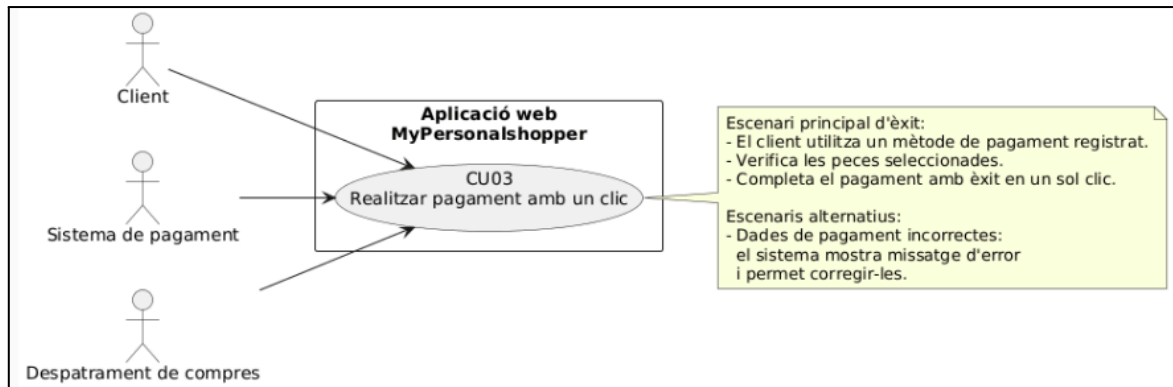 Client
Aplicació web
MyPersonalshopper
CU03
Realitzar pagament amb un clic
Sistema de pagament
Despatrament de compres
Escenari principal d'èxit:
- El client utilitza un mètode de pagament registrat.
- Verifica les peces seleccionades.
- Completa el pagament amb èxit en un sol clic.
Escenaris alternatius:
- Dades de pagament incorrectes:
el sistema mostra missatge d'error
i permet corregir-les.